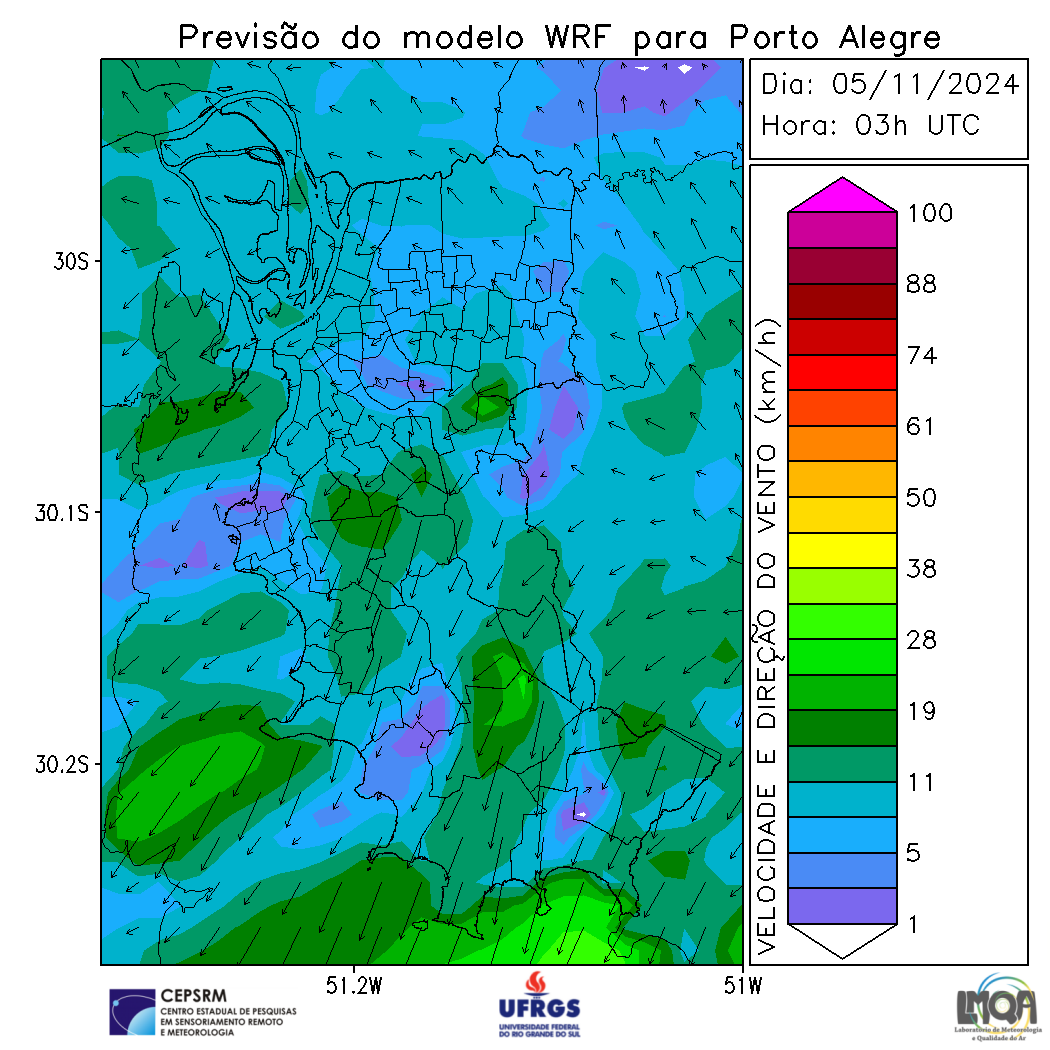 Previsão do modelo WRF para Porto Alegre
Dia: 05/11/2024
Hora: 03h UTC
30S
30.1S
30.2S
51.2W
51W
VELOCIDADE E DIREÇÃO DO VENTO (km/h)
100
88
74
61
50
38
28
19
11
5
1
CEPSRM
CENTRO ESTADUAL DE PESQUISAS
EM SENSORIAMENTO REMOTO
E METEOROLOGIA
UFRGS
UNIVERSIDADE FEDERAL
DO RIO GRANDE DO SUL
LMQA
Laboratório de Meteorologia
e Qualidade do Ar